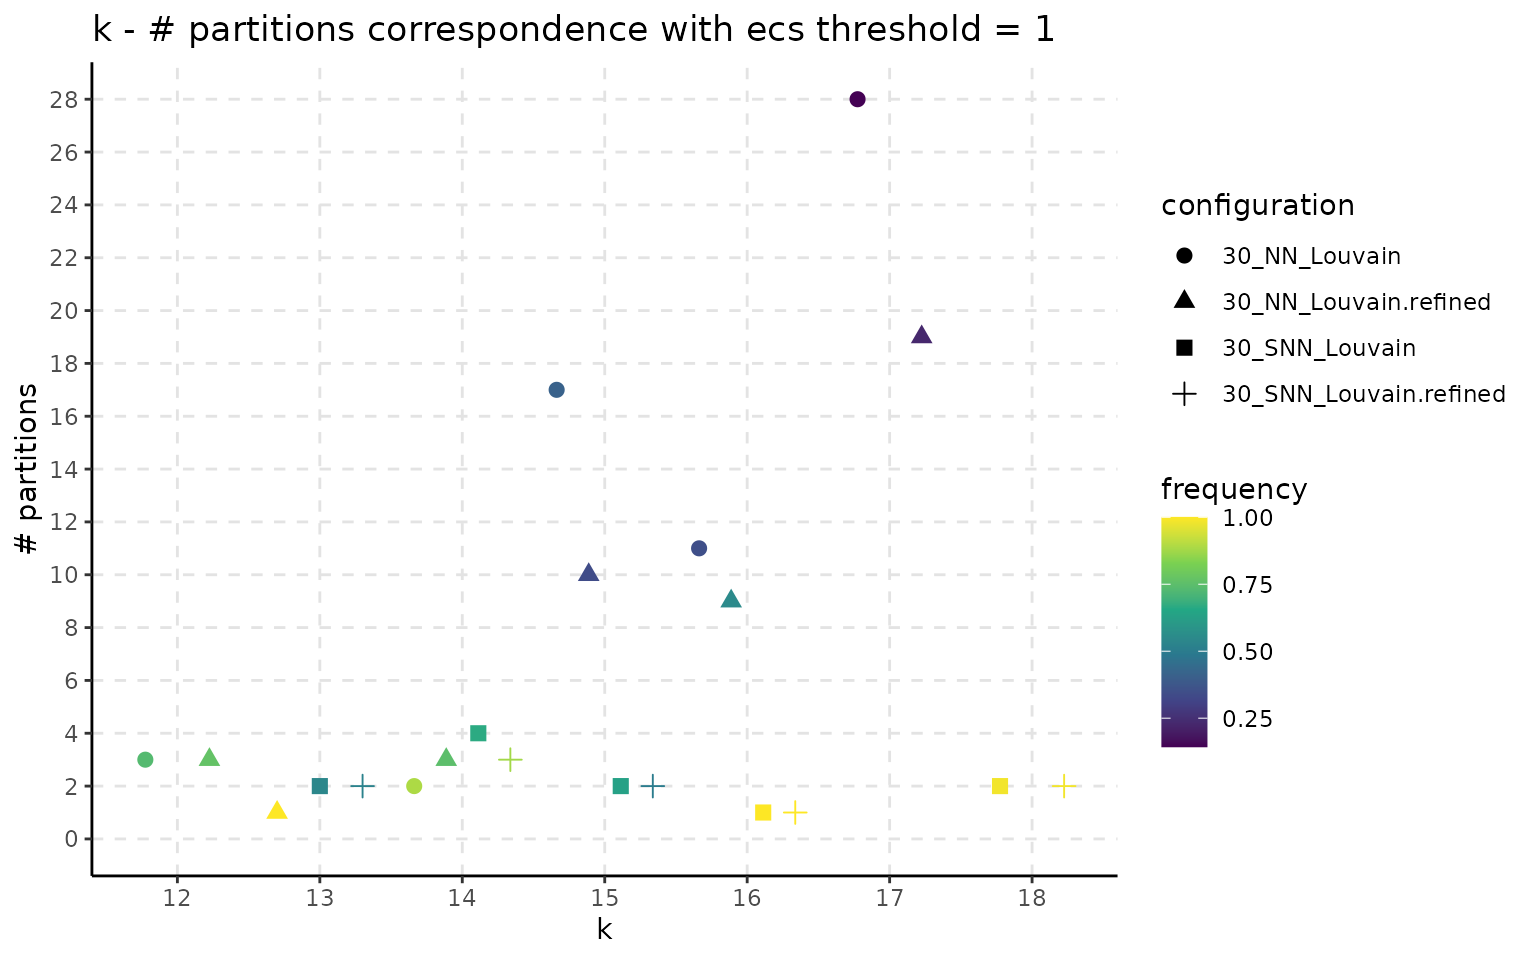 k - # partitions correspondence with ecs threshold = 1
28
26
24
22
20
18
16
14
12
10
8
6
4
2
0
# partitions
12 13 14 15 16 17 18
k
configuration
30_NN_Louvain
30_NN_Louvain.refined
30_SNN_Louvain
30_SNN_Louvain.refined
frequency
1.00
0.75
0.50
0.25